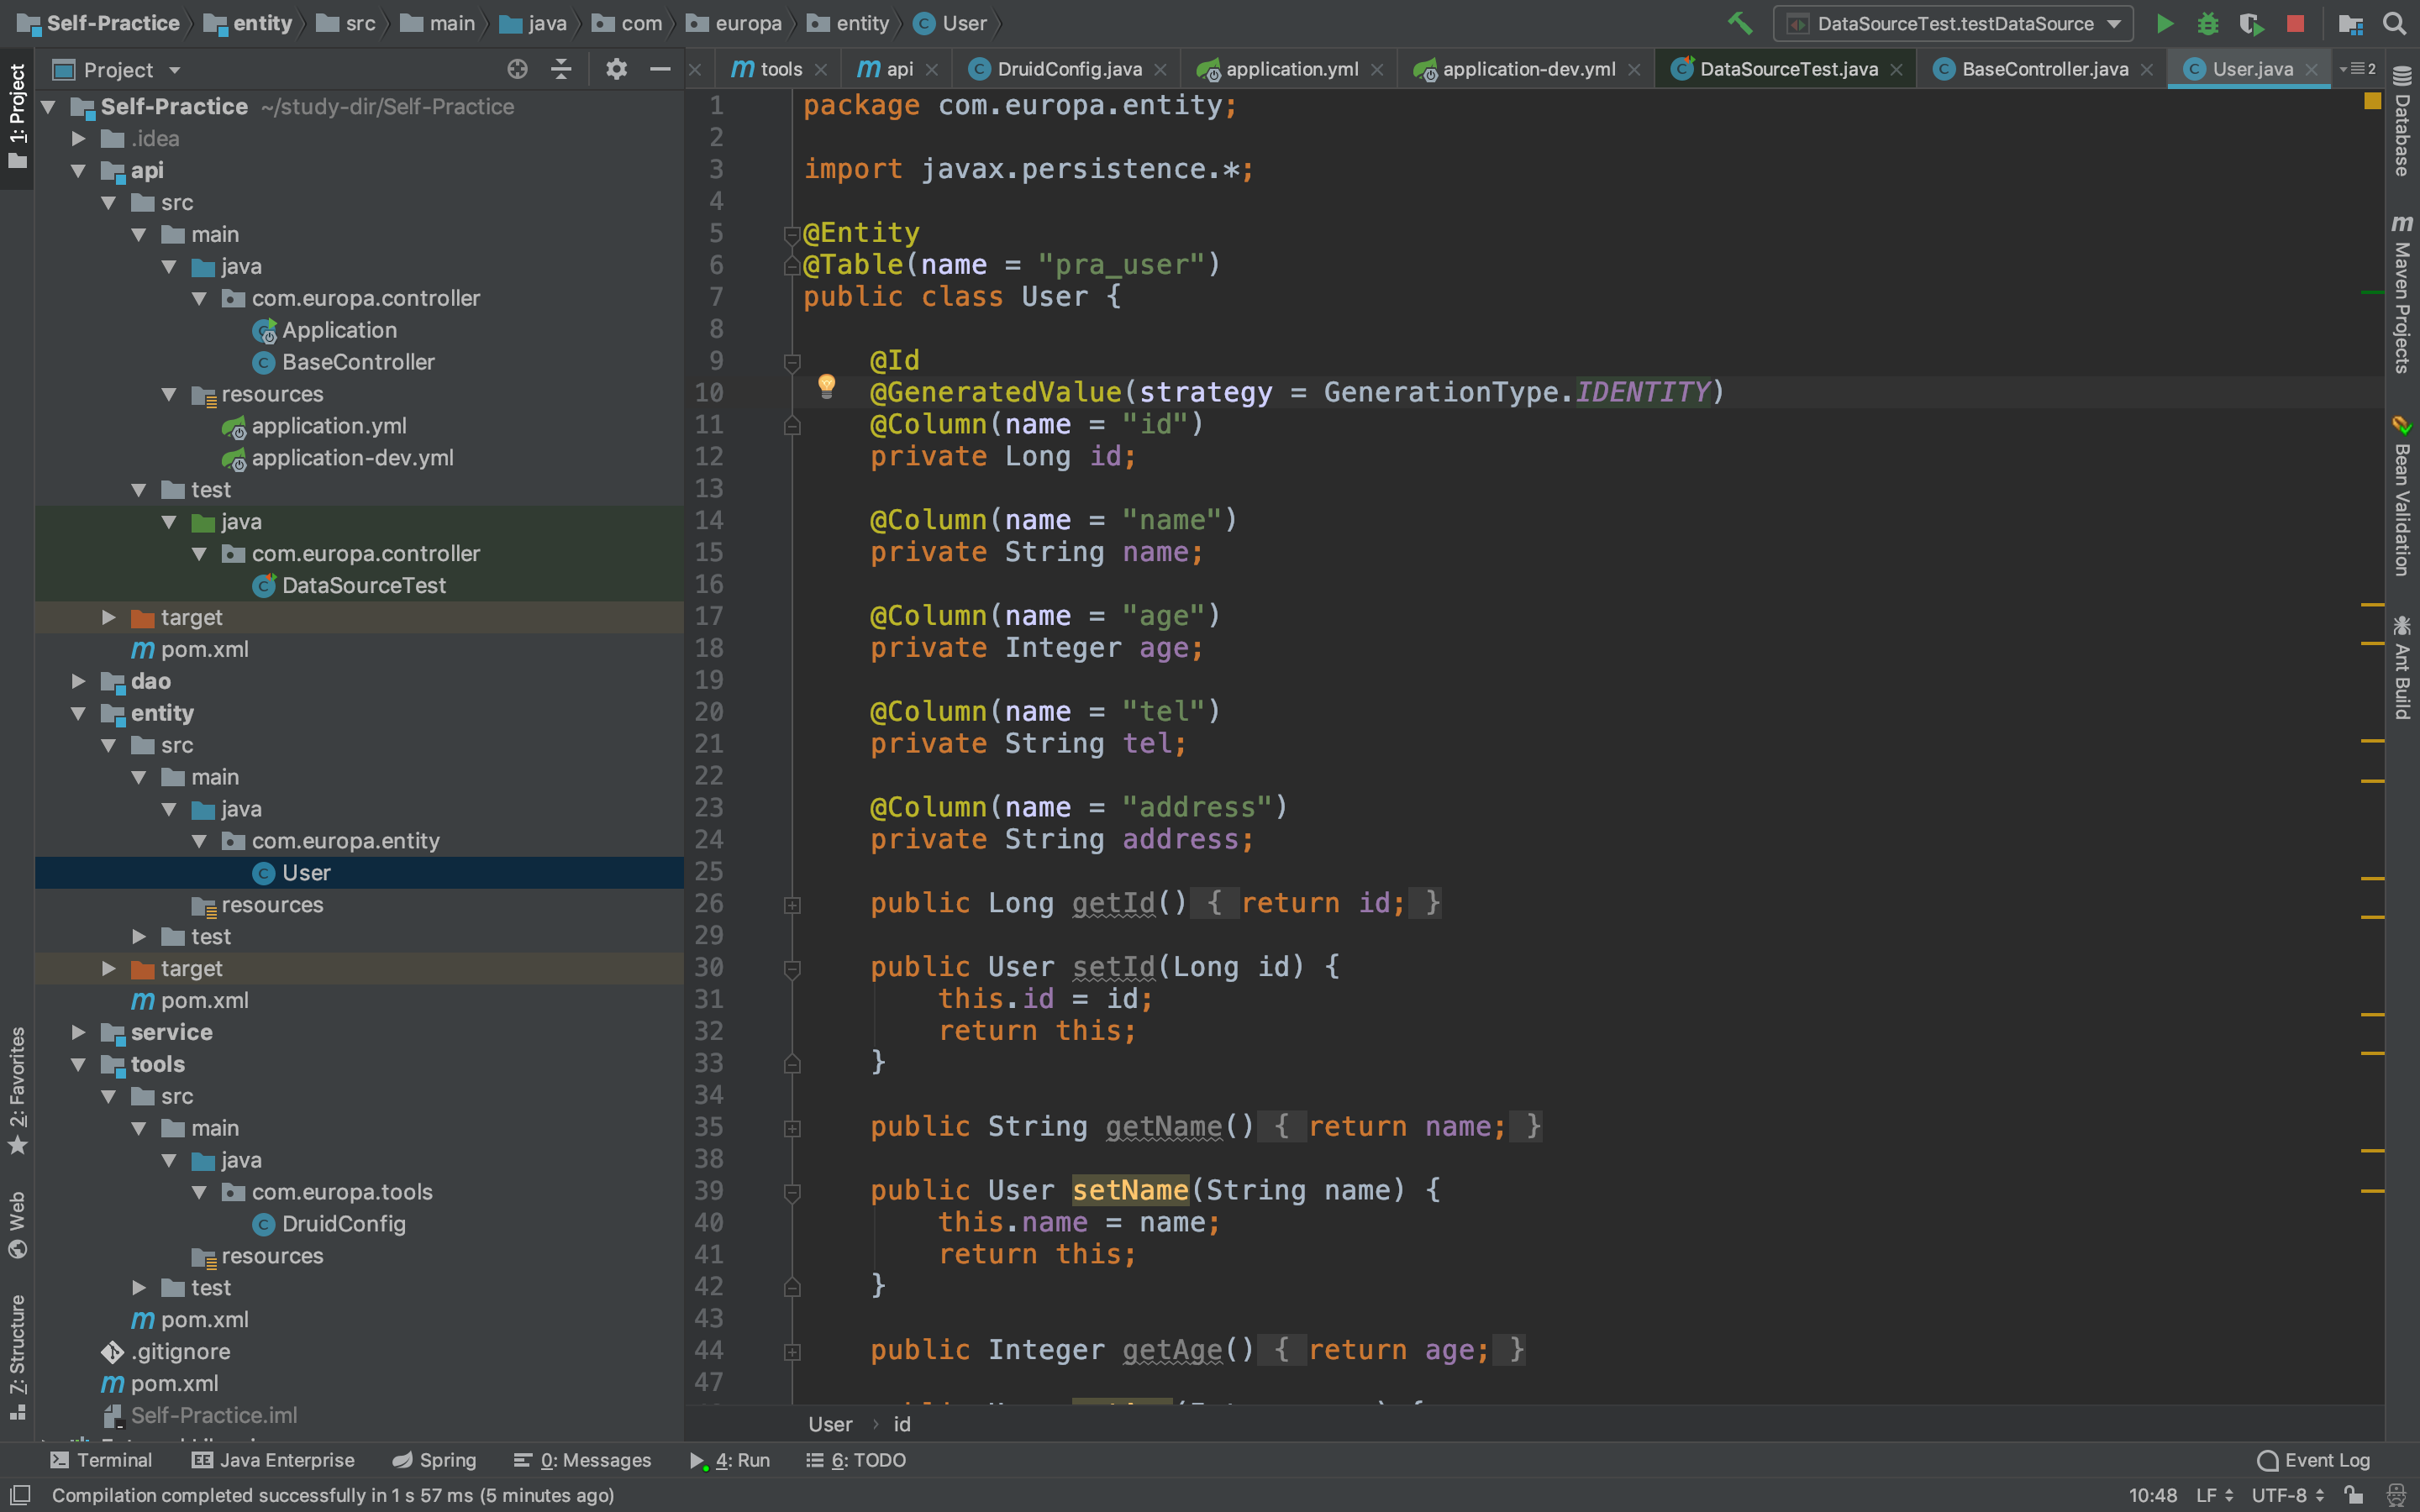 Self-Practice entity src main java com europa entity User
DataSourceTest.testDataSource
1: Project
Project
tools api DruidConfig.java application.yml application-dev.yml DataSourceTest.java BaseController.java User.java 2
Self-Practice ~/study-dir/Self-Practice
.idea
api
src
main
java
com.europa.controller
Application
BaseController
resources
application.yml
application-dev.yml
test
java
com.europa.controller
DataSourceTest
target
pom.xml
dao
entity
src
main
java
com.europa.entity
User
resources
test
target
pom.xml
service
tools
src
main
java
com.europa.tools
DruidConfig
resources
test
pom.xml
.gitignore
pom.xml
Self-Practice.iml
2: Favorites
Web
Z: Structure
1 package com.europa.entity;
2
3 import javax.persistence.*;
4
5 @Entity
6 @Table(name = "pra_user")
7 public class User {
8
9 @Id
10 @GeneratedValue(strategy = GenerationType.IDENTITY)
11 @Column(name = "id")
12 private Long id;
13
14 @Column(name = "name")
15 private String name;
16
17 @Column(name = "age")
18 private Integer age;
19
20 @Column(name = "tel")
21 private String tel;
22
23 @Column(name = "address")
24 private String address;
25
26 public Long getId() { return id; }
29
30 public User setId(Long id) {
31 this.id = id;
32 return this;
33 }
34
35 public String getName() { return name; }
38
39 public User setName(String name) {
40 this.name = name;
41 return this;
42 }
43
44 public Integer getAge() { return age; }
47
User id
Database
Maven Projects
Bean Validation
Ant Build
Terminal Java Enterprise Spring 0: Messages 4: Run 6: TODO Event Log
Compilation completed successfully in 1 s 57 ms (5 minutes ago) 10:48 LF UTF-8